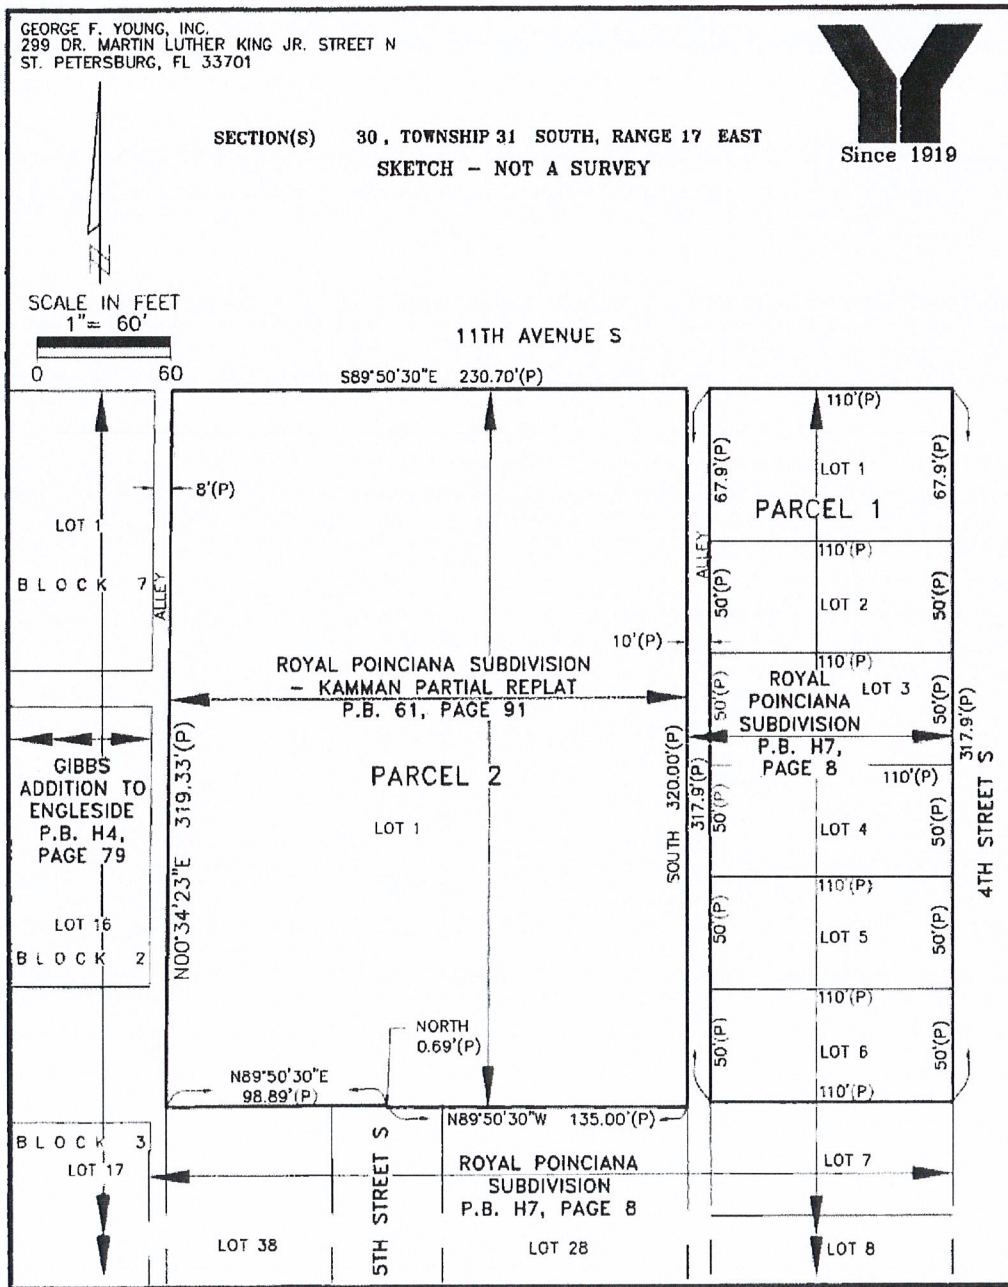 GEORGE F. YOUNG, INC.
299 DR. MARTIN LUTHER KING JR. STREET N
ST. PETERSBURG, FL 33701
Since 1919
SECTION(S) 30, TOWNSHIP 31 SOUTH, RANGE 17 EAST
SKETCH - NOT A SURVEY
N
SCALE IN FEET
1"= 60'
0 60
11TH AVENUE S
S89°50'30"E 230.70'(P)
8'(P)
LOT 1
BLOCK 7
ALLEY
GIBBS
ADDITION TO
ENGLESIDE
P.B. H4,
PAGE 79
LOT 16
BLOCK 2
N00°34'23"E 319.33'(P)
ROYAL POINCIANA SUBDIVISION
- KAMMAN PARTIAL REPLAT
P.B. 61, PAGE 91
PARCEL 2
LOT 1
SOUTH 320.00'(P)
317.9'(P)
10'(P)
ALLEY
110'(P)
67.9'(P)
LOT 1
67.9'(P)
PARCEL 1
110'(P)
50'(P)
LOT 2
50'(P)
110'(P)
50'(P)
LOT 3
50'(P)
ROYAL
POINCIANA
SUBDIVISION
P.B. H7,
PAGE 8
317.9'(P)
110'(P)
50'(P)
LOT 4
50'(P)
4TH STREET S
110'(P)
50'(P)
LOT 5
50'(P)
110'(P)
50'(P)
LOT 6
50'(P)
110'(P)
NORTH
0.69'(P)
N89°50'30"E
98.89'(P)
N89°50'30"W 135.00'(P)
BLOCK 3
LOT 17
5TH STREET S
ROYAL POINCIANA
SUBDIVISION
P.B. H7, PAGE 8
LOT 7
LOT 38
LOT 28
LOT 8